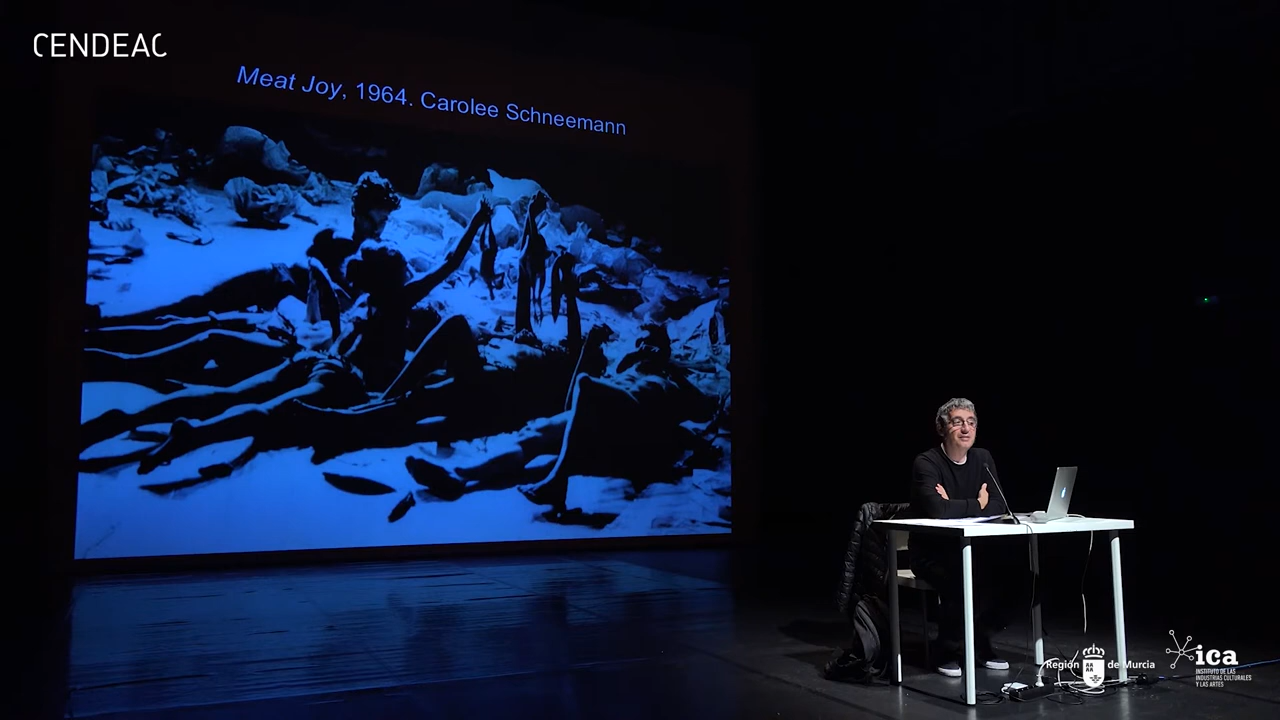 CENDEAC
Meat Joy, 1964. Carolee Schneemann
Región de Murcia
ica
INSTITUTO DE LAS
INDUSTRIAS CULTURALES
Y LAS ARTES